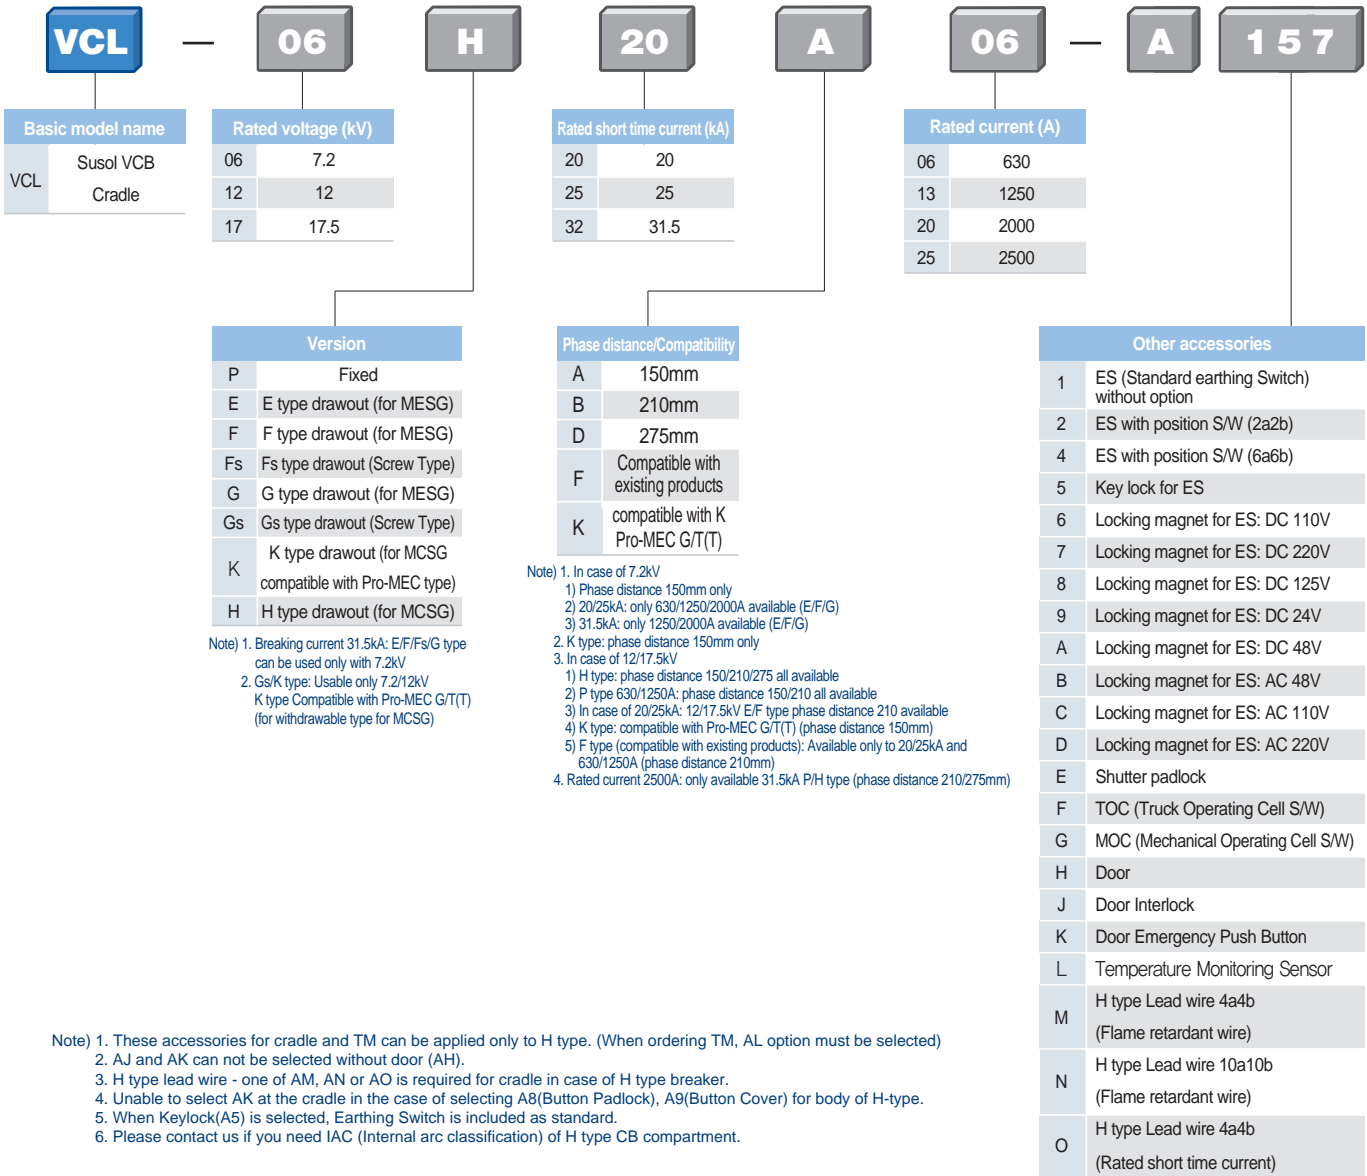 VCL — 06 H 20 A 06 — A 1 5 7
Basic model name
VCL
Susol VCB
Cradle
Rated voltage (kV)
06 7.2
12 12
17 17.5
Rated short time current (kA)
20 20
25 25
32 31.5
Rated current (A)
06 630
13 1250
20 2000
25 2500
Version
P Fixed
E E type drawout (for MESG)
F F type drawout (for MESG)
Fs Fs type drawout (Screw Type)
G G type drawout (for MESG)
Gs Gs type drawout (Screw Type)
K K type drawout (for MCSG
compatible with Pro-MEC type)
H H type drawout (for MCSG)
Note) 1. Breaking current 31.5kA: E/F/Fs/G type
can be used only with 7.2kV
2. Gs/K type: Usable only 7.2/12kV
K type Compatible with Pro-MEC G/T(T)
(for withdrawable type for MCSG)
Phase distance/Compatibility
A 150mm
B 210mm
D 275mm
F Compatible with
existing products
K compatible with K
Pro-MEC G/T(T)
Note) 1. In case of 7.2kV
1) Phase distance 150mm only
2) 20/25kA: only 630/1250/2000A available (E/F/G)
3) 31.5kA: only 1250/2000A available (E/F/G)
2. K type: phase distance 150mm only
3. In case of 12/17.5kV
1) H type: phase distance 150/210/275 all available
2) P type 630/1250A: phase distance 150/210 all available
3) In case of 20/25kA: 12/17.5kV E/F type phase distance 210 available
4) K type: compatible with Pro-MEC G/T(T) (phase distance 150mm)
5) F type (compatible with existing products): Available only to 20/25kA and
630/1250A (phase distance 210mm)
4. Rated current 2500A: only available 31.5kA P/H type (phase distance 210/275mm)
Other accessories
1 ES (Standard earthing Switch)
without option
2 ES with position S/W (2a2b)
4 ES with position S/W (6a6b)
5 Key lock for ES
6 Locking magnet for ES: DC 110V
7 Locking magnet for ES: DC 220V
8 Locking magnet for ES: DC 125V
9 Locking magnet for ES: DC 24V
A Locking magnet for ES: DC 48V
B Locking magnet for ES: AC 48V
C Locking magnet for ES: AC 110V
D Locking magnet for ES: AC 220V
E Shutter padlock
F TOC (Truck Operating Cell S/W)
G MOC (Mechanical Operating Cell S/W)
H Door
J Door Interlock
K Door Emergency Push Button
L Temperature Monitoring Sensor
M H type Lead wire 4a4b
(Flame retardant wire)
N H type Lead wire 10a10b
(Flame retardant wire)
O H type Lead wire 4a4b
(Rated short time current)
Note) 1. These accessories for cradle and TM can be applied only to H type. (When ordering TM, AL option must be selected)
2. AJ and AK can not be selected without door (AH).
3. H type lead wire - one of AM, AN or AO is required for cradle in case of H type breaker.
4. Unable to select AK at the cradle in the case of selecting A8(Button Padlock), A9(Button Cover) for body of H-type.
5. When Keylock(A5) is selected, Earthing Switch is included as standard.
6. Please contact us if you need IAC (Internal arc classification) of H type CB compartment.